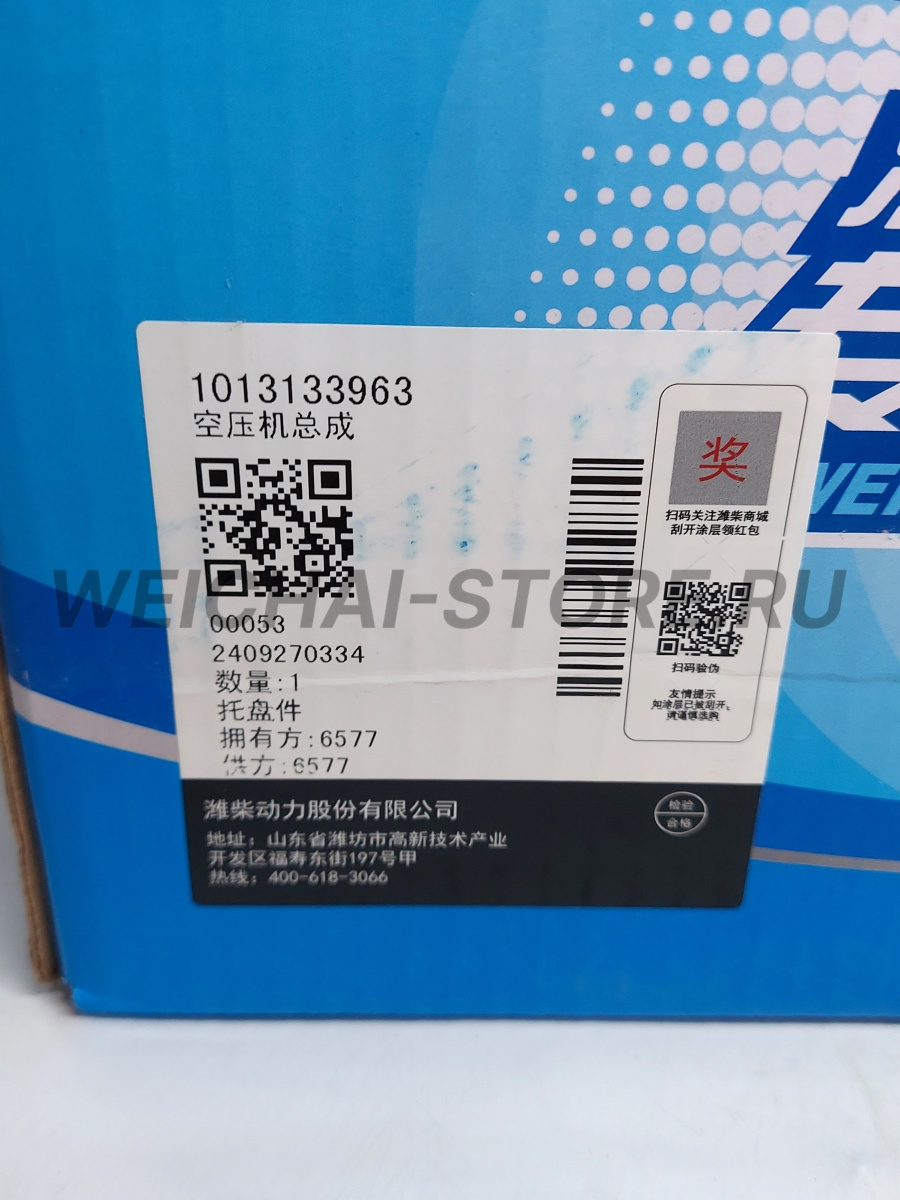 1013133963
空压机总成
00053
2409270334
数量:1
托盘件
拥有方:6577
供方:6577
潍柴动力股份有限公司
地址：山东省潍坊市高新技术产业
开发区福寿东街197号甲
热线：400-618-3066
检验
合格
奖
扫码关注潍柴商城
刮开涂层领红包
扫码验伪
友情提示
如涂层已被刮开,
请谨慎选购
WEICHAI-STORE.RU